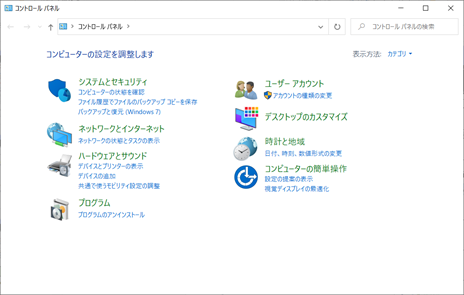 コントロール パネル
コントロール パネル
コントロール パネルの検索
コンピューターの設定を調整します
表示方法: カテゴリ
システムとセキュリティ
コンピューターの状態を確認
ファイル履歴でファイルのバックアップ コピーを保存
バックアップと復元 (Windows 7)
ネットワークとインターネット
ネットワークの状態とタスクの表示
ハードウェアとサウンド
デバイスとプリンターの表示
デバイスの追加
共通で使うモビリティ設定の調整
プログラム
プログラムのアンインストール
ユーザー アカウント
アカウントの種類の変更
デスクトップのカスタマイズ
時計と地域
日付、時刻、数値形式の変更
コンピューターの簡単操作
設定の提案の表示
視覚ディスプレイの最適化